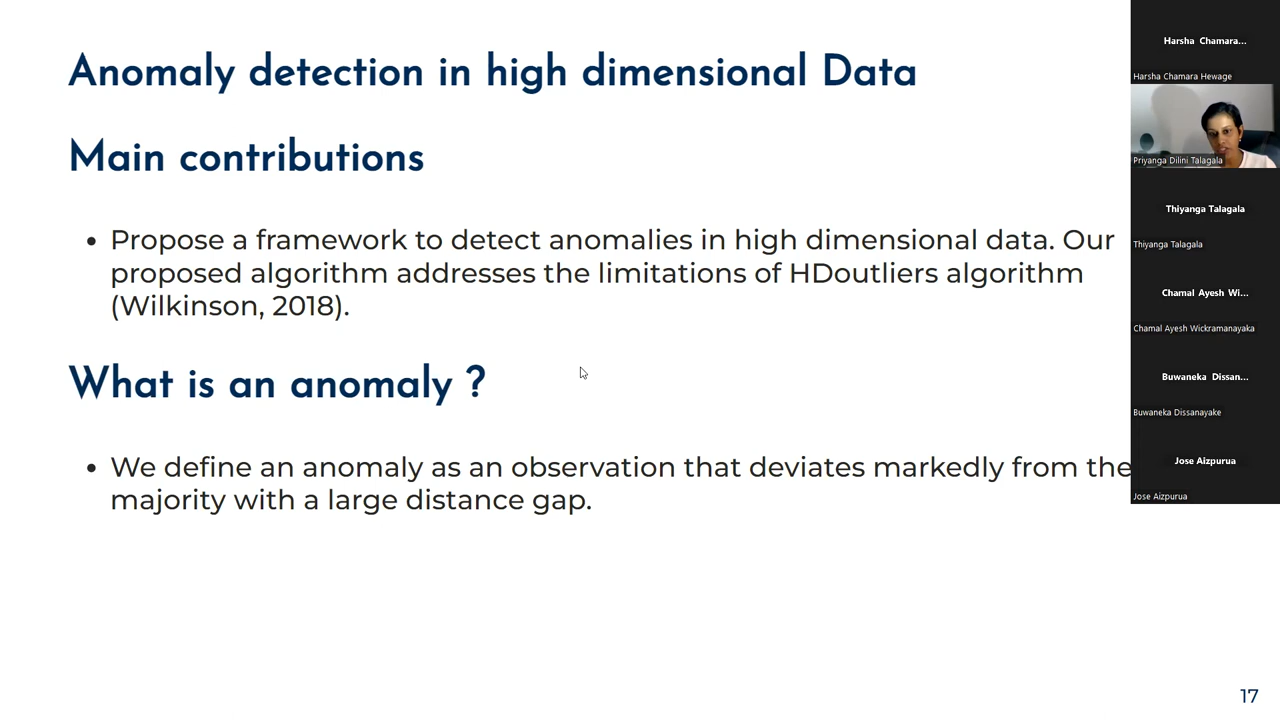 Anomaly detection in high dimensional Data
Main contributions
• Propose a framework to detect anomalies in high dimensional data. Our
proposed algorithm addresses the limitations of HDoutliers algorithm
(Wilkinson, 2018).
What is an anomaly ?
• We define an anomaly as an observation that deviates markedly from the
majority with a large distance gap.
17
Harsha Chamara...
Harsha Chamara Hewage
Priyanga Dilini Talagala
Thiyanga Talagala
Thiyanga Talagala
Chamal Ayesh Wi...
Chamal Ayesh Wickramanayaka
Buwaneka Dissan...
Buwaneka Dissanayake
Jose Aizpurua
Jose Aizpurua